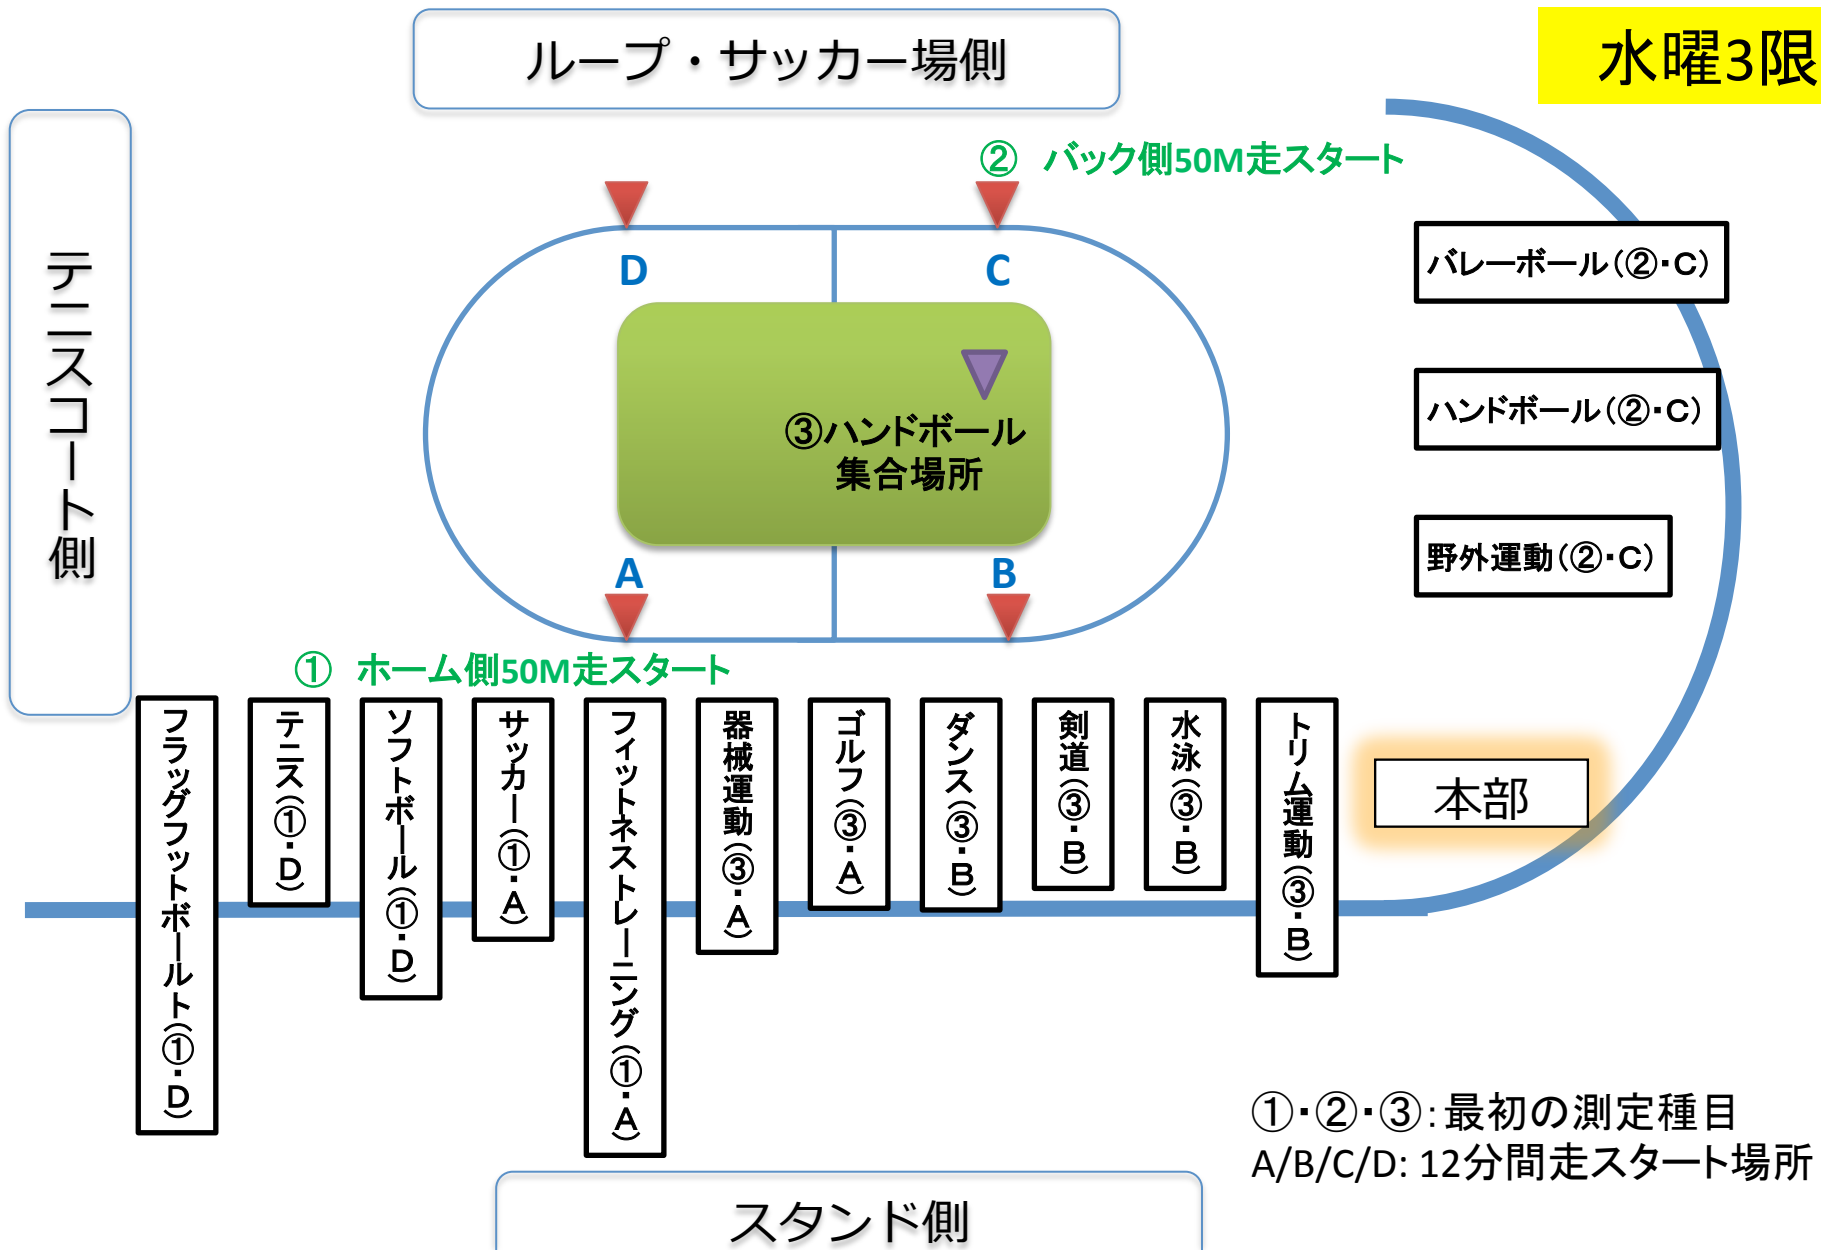 ループ・サッカー場側
水曜3限
テニスコート側
② バック側50M走スタート
D
C
バレーボール(②・C)
ハンドボール(②・C)
③ハンドボール
集合場所
野外運動(②・C)
A
B
① ホーム側50M走スタート
フラッグフットボールト(①・D)
テニス(①・D)
ソフトボール(①・D)
サッカー(①・A)
フィットネストレーニング(①・A)
器械運動(③・A)
ゴルフ(③・A)
ダンス(③・B)
剣道(③・B)
水泳(③・B)
トリム運動(③・B)
本部
①・②・③:最初の測定種目
A/B/C/D: 12分間走スタート場所
スタンド側